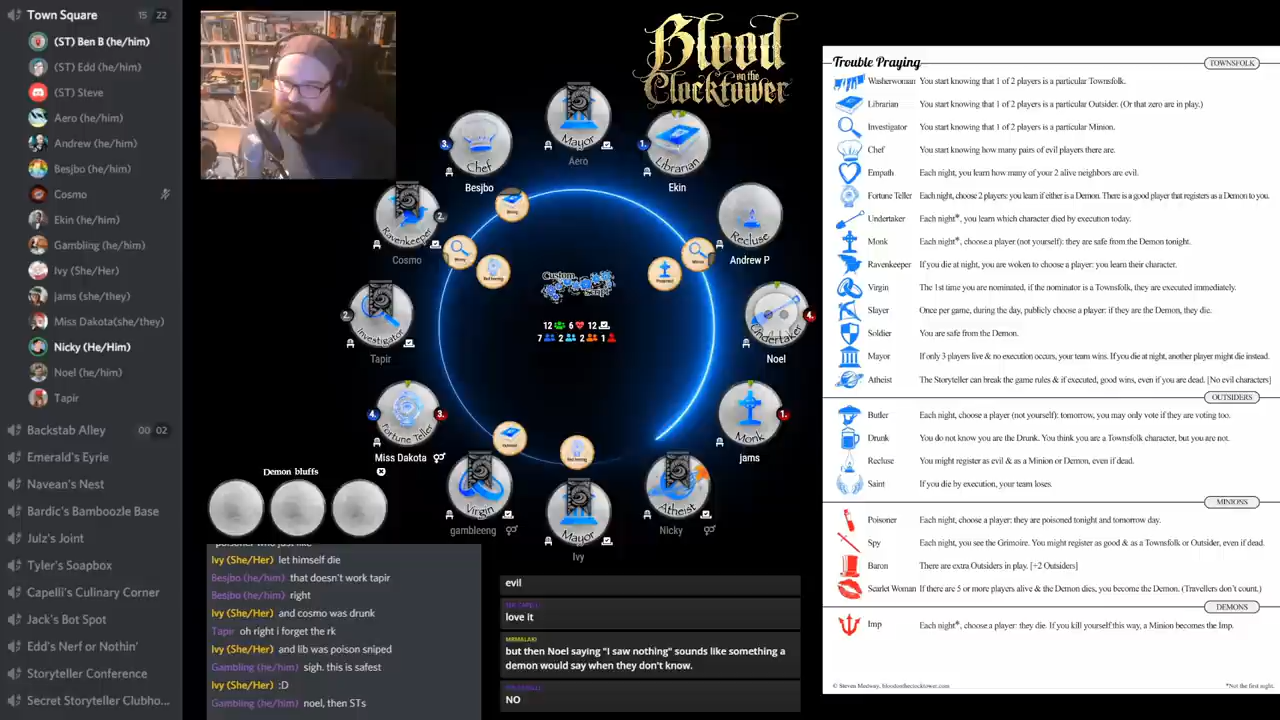 Town Square
15 22
(ST) Ben B (he/him)
(ST) Edd (he/him)
(ST) Steve
Aero (he/him)
Andrew (he/him)
Besjbo (he/him)
Cosmo
Ekin (he/him)
Gambling (he/him)
Ivy (She/Her)
jams (she/they)
Miss Dakota(she/they)
Nicky (He/Him)
Noel (he/him)
Tapir
Backstab Alley
00 02
Emerald's Eyrie
Navean's Nest
Bardic's Bamboozle Base
Julz's Joint
Tyler's Toybox
Capelli's Culinary Corner
Jack's Bot Spot
Edd's Nerf or Nothin'
Storyteller Conference
Secret Storyteller Clubho...
Blood
on the
Clocktower
Mayor
Aero
Chef
Besjbo
3.
Librarian
Ekin
1.
Ravenkeeper
Cosmo
2.
Recluse
Andrew P
Investigator
Tapir
2.
Undertaker
Noel
4.
Fortune Teller
Miss Dakota
4.
3.
Monk
jams
1.
Virgin
gambleeng
Mayor
Ivy
Atheist
Nicky
Wrong
Wrong
Red herring
Protected
Outsider
Red herring
Custom
12 6 12
7 2 2 2 1
Demon bluffs
Ivy (She/Her) let himself die
Besjbo (he/him) that doesn't work tapir
Besjbo (he/him) right
Ivy (She/Her) and cosmo was drunk
Tapir oh right i forget the rk
Ivy (She/Her) and lib was poison sniped
Gambling (he/him) sigh. this is safest
Ivy (She/Her) :D
Gambling (he/him) noel, then STs
evil
love it
but then Noel saying "I saw nothing" sounds like something a
demon would say when they don't know.
NO
Trouble Praying
TOWNSFOLK
Washerwoman You start knowing that 1 of 2 players is a particular Townsfolk.
Librarian You start knowing that 1 of 2 players is a particular Outsider. (Or that zero are in play.)
Investigator You start knowing that 1 of 2 players is a particular Minion.
Chef You start knowing how many pairs of evil players there are.
Empath Each night, you learn how many of your 2 alive neighbors are evil.
Fortune Teller Each night, choose 2 players: you learn if either is a Demon. There is a good player that registers as a Demon to you.
Undertaker Each night*, you learn which character died by execution today.
Monk Each night*, choose a player (not yourself): they are safe from the Demon tonight.
Ravenkeeper If you die at night, you are woken to choose a player: you learn their character.
Virgin The 1st time you are nominated, if the nominator is a Townsfolk, they are executed immediately.
Slayer Once per game, during the day, publicly choose a player: if they are the Demon, they die.
Soldier You are safe from the Demon.
Mayor If only 3 players live & no execution occurs, your team wins. If you die at night, another player might die instead.
Atheist The Storyteller can break the game rules & if executed, good wins, even if you are dead. [No evil characters]
OUTSIDERS
Butler Each night, choose a player (not yourself): tomorrow, you may only vote if they are voting too.
Drunk You do not know you are the Drunk. You think you are a Townsfolk character, but you are not.
Recluse You might register as evil & as a Minion or Demon, even if dead.
Saint If you die by execution, your team loses.
MINIONS
Poisoner Each night, choose a player: they are poisoned tonight and tomorrow day.
Spy Each night, you see the Grimoire. You might register as good & as a Townsfolk or Outsider, even if dead.
Baron There are extra Outsiders in play. [+2 Outsiders]
Scarlet Woman If there are 5 or more players alive & the Demon dies, you become the Demon. (Travellers don't count.)
DEMONS
Imp Each night*, choose a player: they die. If you kill yourself this way, a Minion becomes the Imp.
© Steven Medway, bloodontheclocktower.com
*Not the first night.